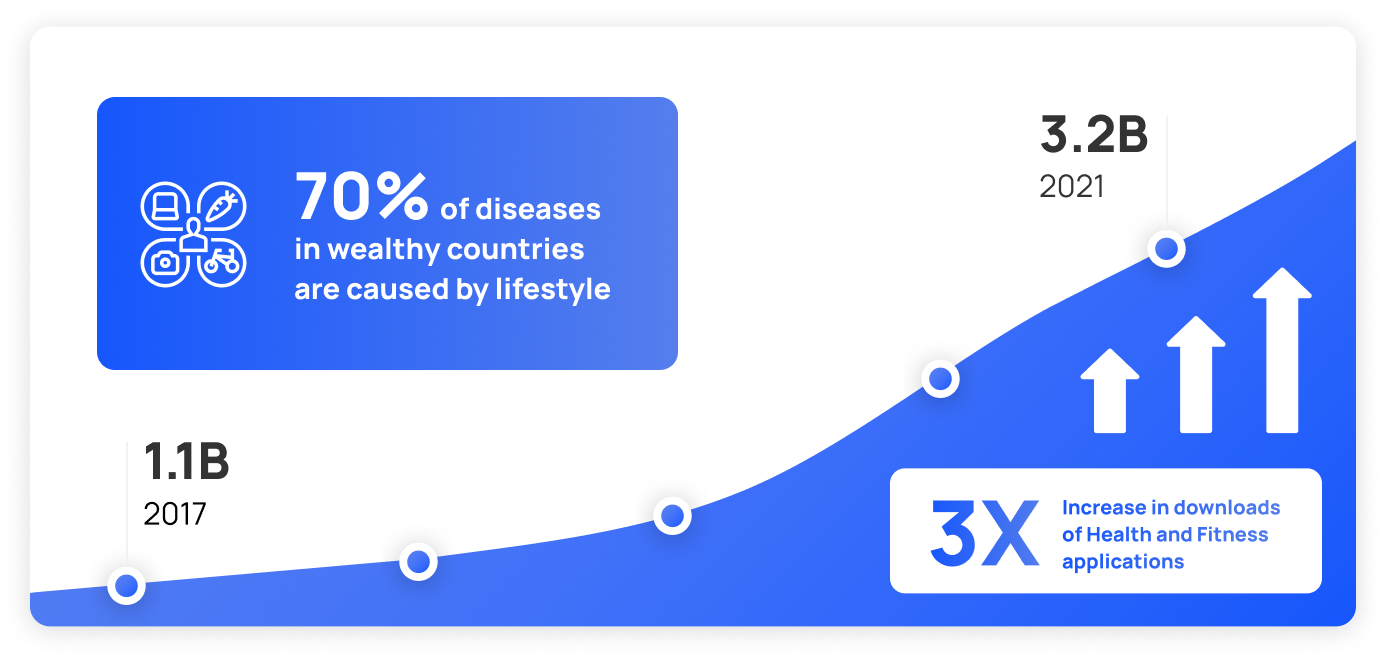 70% of diseases
in wealthy countries
are caused by lifestyle
3.2B
2021
1.1B
2017
3X
Increase in downloads
of Health and Fitness
applications